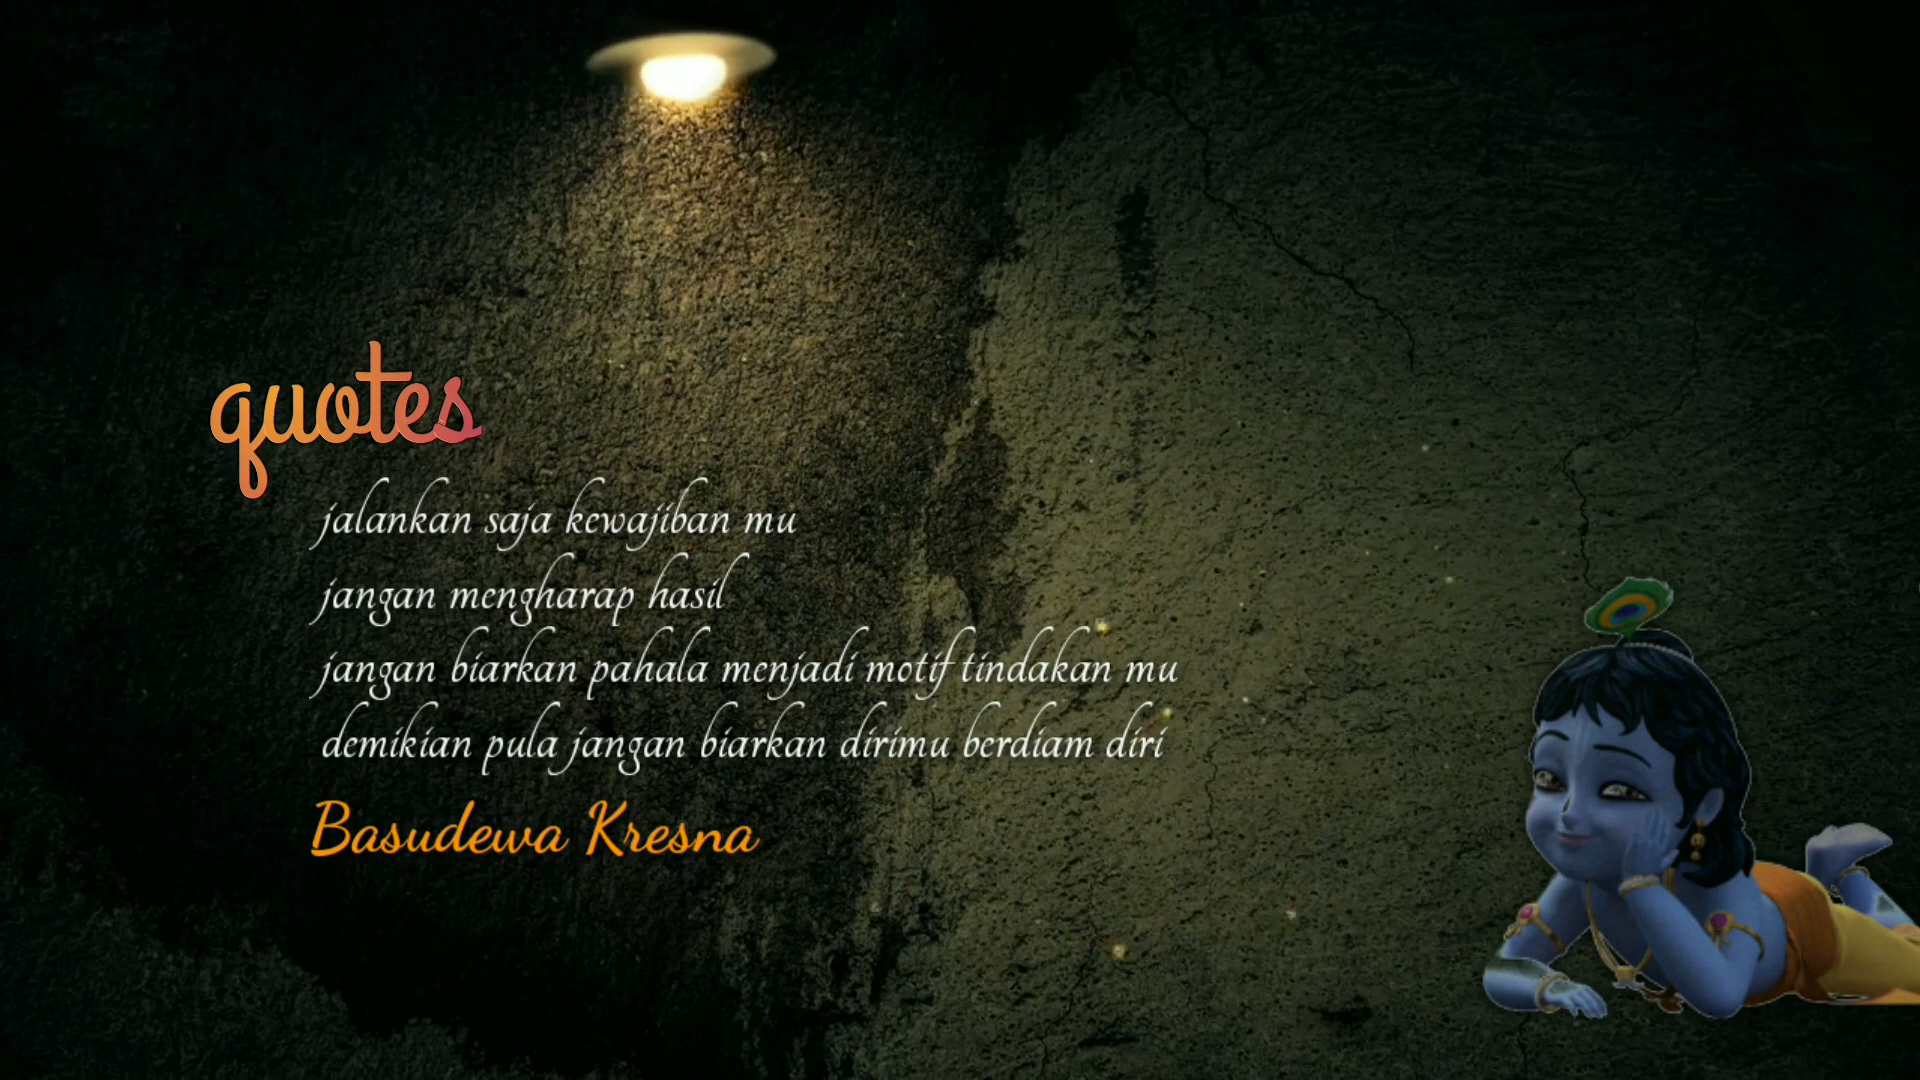 quotes
jalankan saja kewajiban mu
jangan mengharap hasil
jangan biarkan pahala menjadi motif tindakan mu
demikian pula jangan biarkan dirimu berdiam diri
Basudewa Kresna